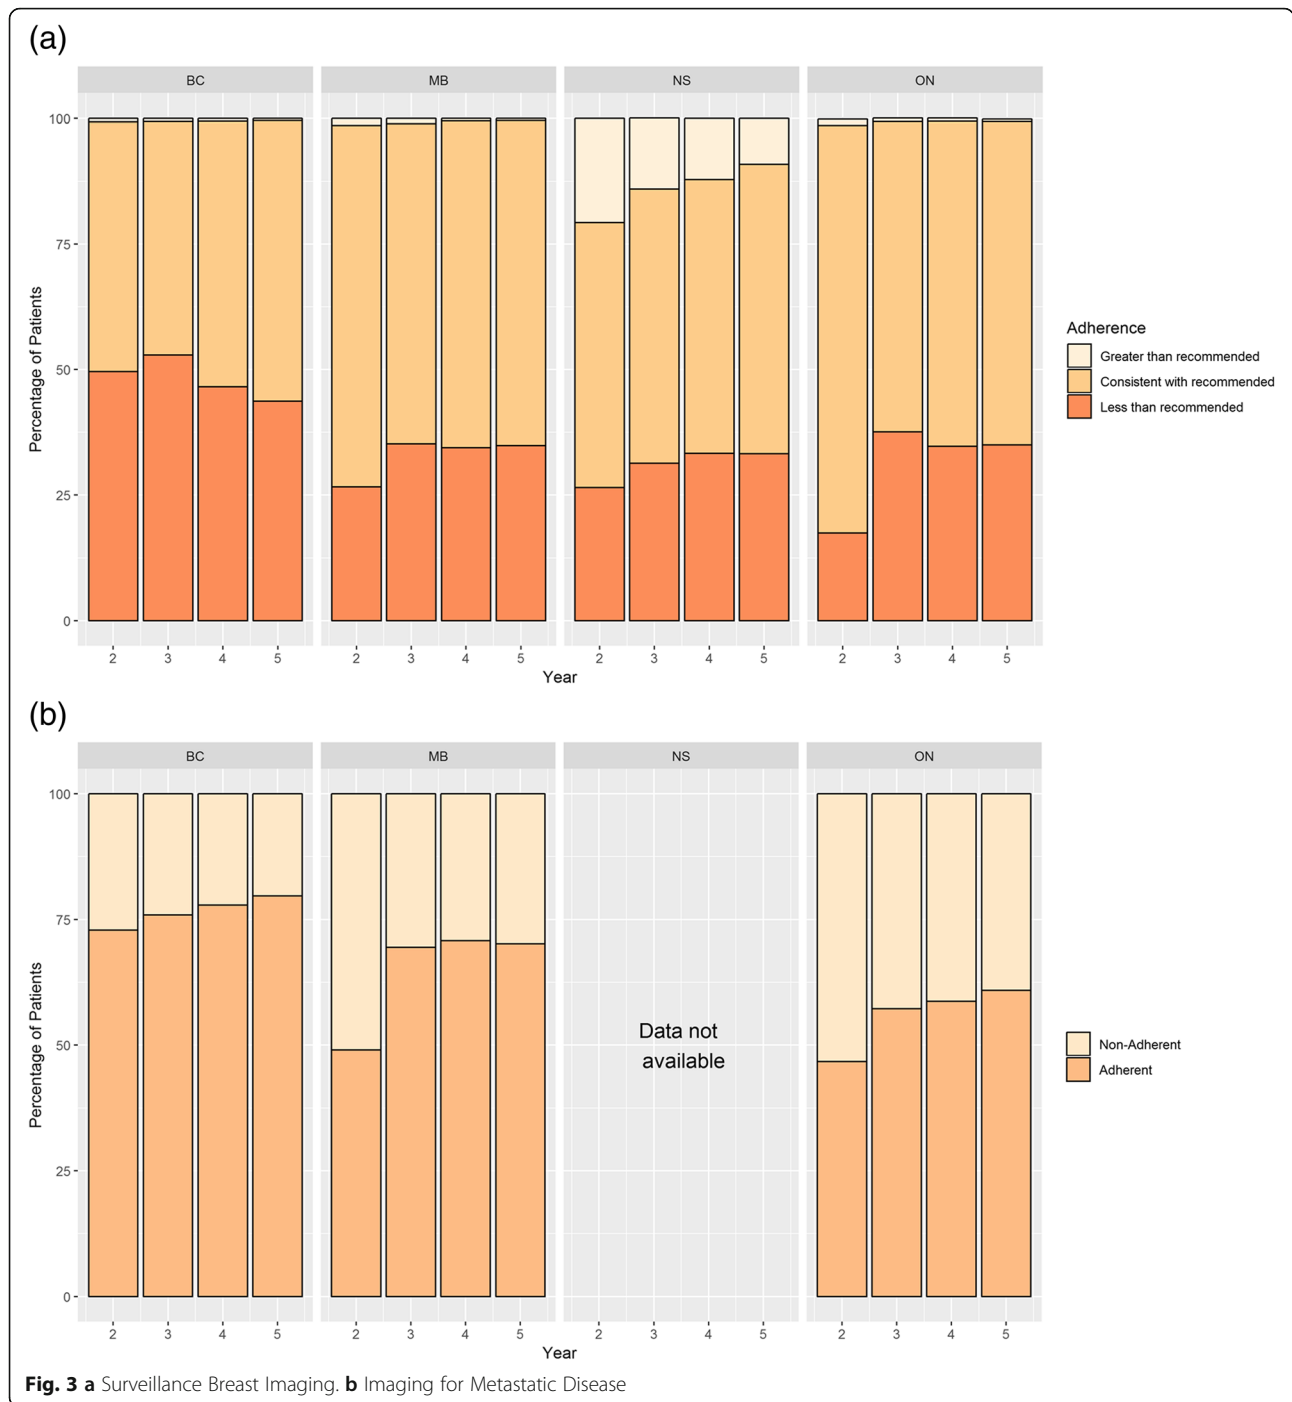 (a)
BC MB NS ON
100
75
50
25
0
Percentage of Patients
2 3 4 5 2 3 4 5 2 3 4 5 2 3 4 5
Year
Adherence
Greater than recommended
Consistent with recommended
Less than recommended
(b)
BC MB NS ON
100
75
50
25
0
Percentage of Patients
Data not
available
2 3 4 5 2 3 4 5 2 3 4 5 2 3 4 5
Year
Non-Adherent
Adherent
Fig. 3 a Surveillance Breast Imaging. b Imaging for Metastatic Disease